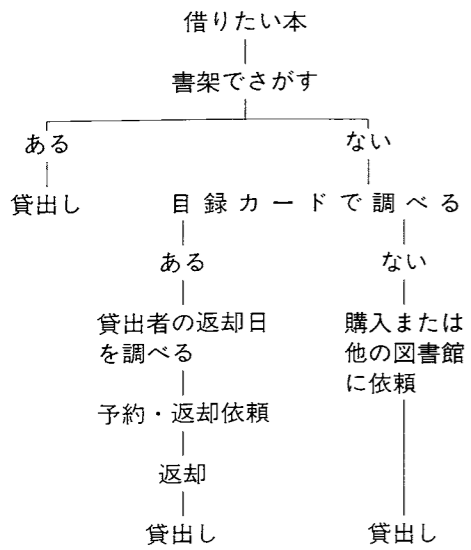 借りたい本
書架でさがす
ある
ない
貸出し
目録カードで調べる
ある
ない
貸出者の返却日
を調べる
購入または
他の図書館
に依頼
予約・返却依頼
返却
貸出し
貸出し